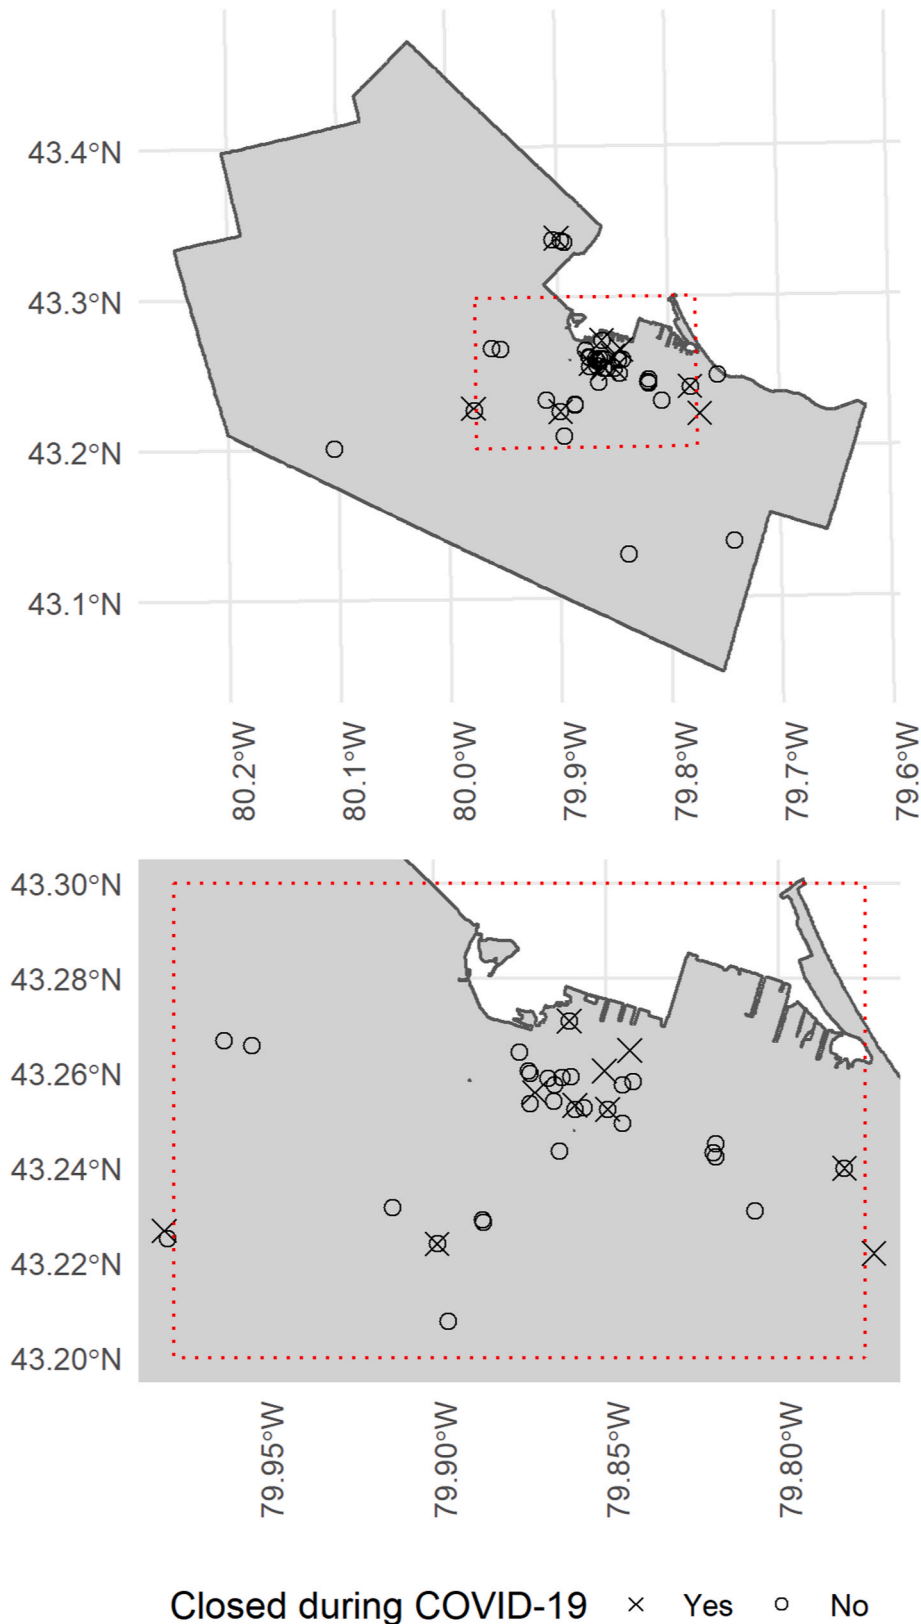 43.4°N
43.3°N
43.2°N
43.1°N
80.2°W
80.1°W
80.0°W
79.9°W
79.8°W
79.7°W
79.6°W
43.30°N
43.28°N
43.26°N
43.24°N
43.22°N
43.20°N
79.95°W
79.90°W
79.85°W
79.80°W
Closed during COVID-19 × Yes ○ No